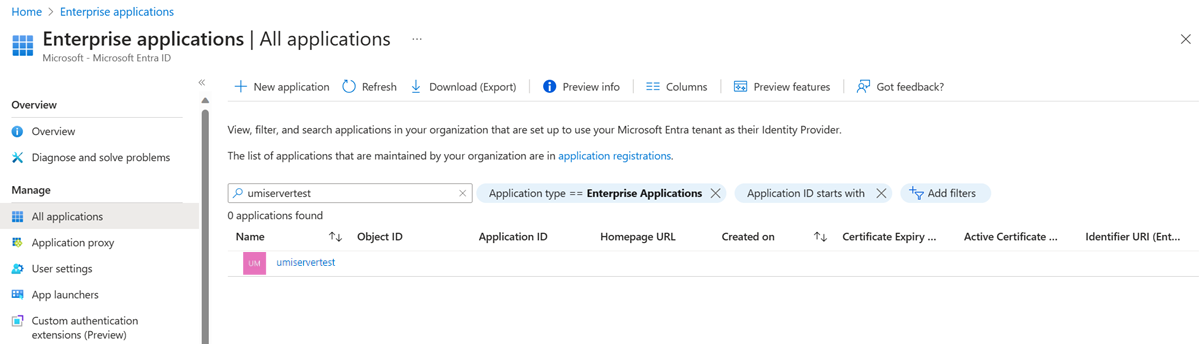 Home > Enterprise applications
Enterprise applications | All applications ...
Microsoft - Microsoft Entra ID
Overview
Overview
Diagnose and solve problems
Manage
All applications
Application proxy
User settings
App launchers
Custom authentication
extensions (Preview)
New application Refresh Download (Export) Preview info Columns Preview features Got feedback?
View, filter, and search applications in your organization that are set up to use your Microsoft Entra tenant as their Identity Provider.
The list of applications that are maintained by your organization are in application registrations.
umiservertest Application type == Enterprise Applications Application ID starts with Add filters
0 applications found
Name Object ID Application ID Homepage URL Created on Certificate Expiry ... Active Certificate ... Identifier URI (Ent...
UM umiservertest